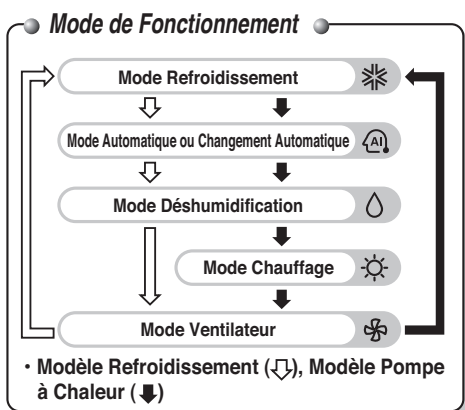 Mode de Fonctionnement
Mode Refroidissement
Mode Automatique ou Changement Automatique
AI
Mode Déshumidification
Mode Chauffage
Mode Ventilateur
· Modèle Refroidissement (⇩), Modèle Pompe
à Chaleur (⬇)